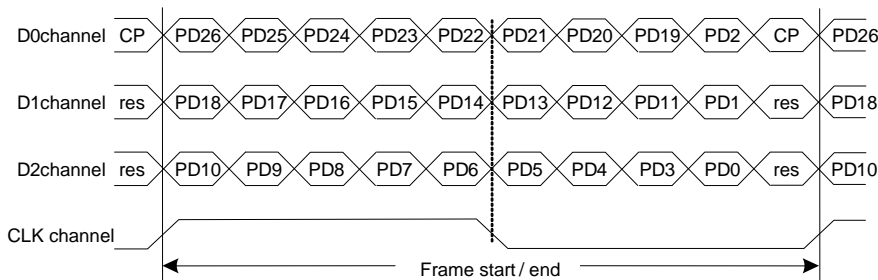 D0channel CP PD26 PD25 PD24 PD23 PD22 PD21 PD20 PD19 PD2 CP PD26
D1channel res PD18 PD17 PD16 PD15 PD14 PD13 PD12 PD11 PD1 res PD18
D2channel res PD10 PD9 PD8 PD7 PD6 PD5 PD4 PD3 PD0 res PD10
CLK channel
Frame start / end